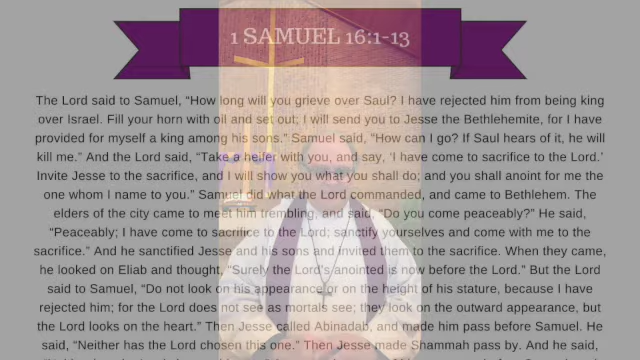 1 SAMUEL 16:1-13
The Lord said to Samuel, “How long will you grieve over Saul? I have rejected him from being king
over Israel. Fill your horn with oil and set out; I will send you to Jesse the Bethlehemite, for I have
provided for myself a king among his sons.” Samuel said, “How can I go? If Saul hears of it, he will
kill me.” And the Lord said, “Take a heifer with you, and say, ‘I have come to sacrifice to the Lord.’
Invite Jesse to the sacrifice, and I will show you what you shall do; and you shall anoint for me the
one whom I name to you.” Samuel did what the Lord commanded, and came to Bethlehem. The
elders of the city came to meet him trembling, and said, “Do you come peaceably?” He said,
“Peaceably; I have come to sacrifice to the Lord; sanctify yourselves and come with me to the
sacrifice.” And he sanctified Jesse and his sons and invited them to the sacrifice. When they came,
he looked on Eliab and thought, “Surely the Lord’s anointed is now before the Lord.” But the Lord
said to Samuel, “Do not look on his appearance or on the height of his stature, because I have
rejected him; for the Lord does not see as mortals see; they look on the outward appearance, but
the Lord looks on the heart.” Then Jesse called Abinadab, and made him pass before Samuel. He
said, “Neither has the Lord chosen this one.” Then Jesse made Shammah pass by. And he said,